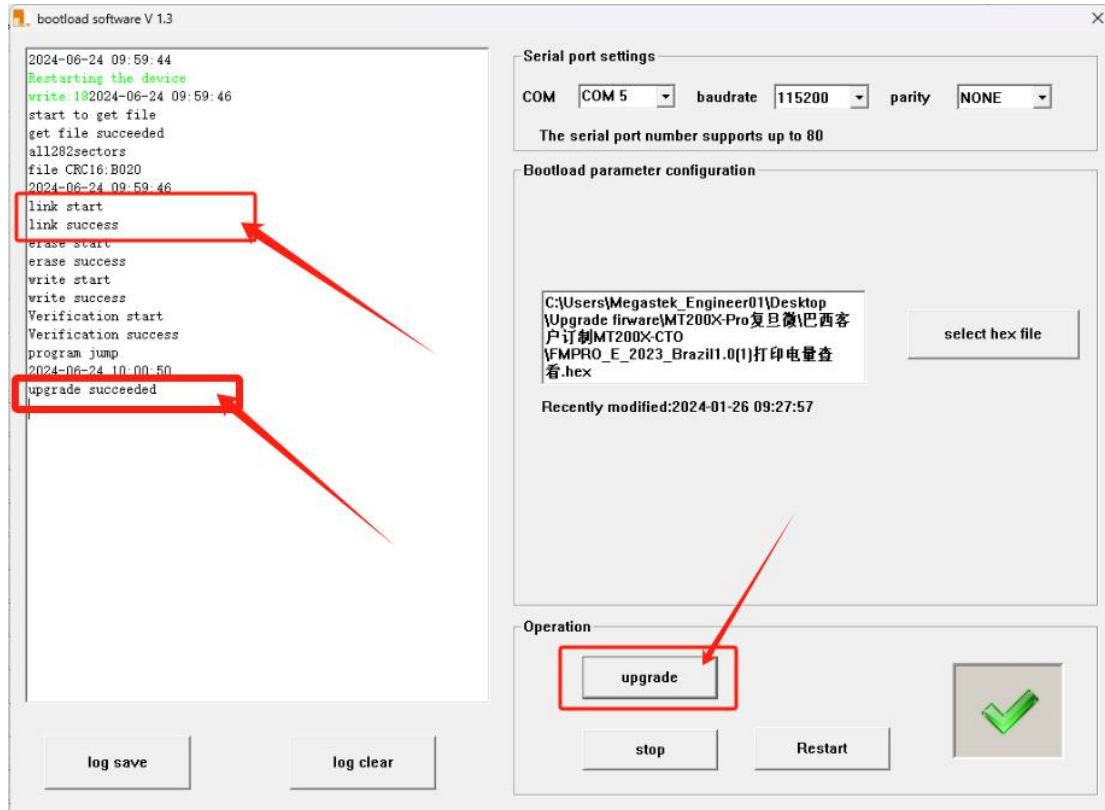 bootload software V 1.3
2024-06-24 09:59:44
Restarting the device
write:182024-06-24 09:59:46
start to get file
get file succeeded
all282sectors
file CRC16:B020
2024-06-24 09:59:46
link start
link success
erase start
erase success
write start
write success
Verification start
Verification success
program jump
2024-06-24 10:00:50
upgrade succeeded
log save
log clear
Serial port settings
COM COM 5 baudrate 115200 parity NONE
The serial port number supports up to 80
Bootload parameter configuration
C:\Users\Megastek_Engineer01\Desktop
\Upgrade firware\MT200X-Pro复旦微\巴西客
户订制MT200X-CTO
\FMPRO_E_2023_Brazil1.0(1)打印电量查
看.hex
select hex file
Recently modified:2024-01-26 09:27:57
Operation
upgrade
stop
Restart